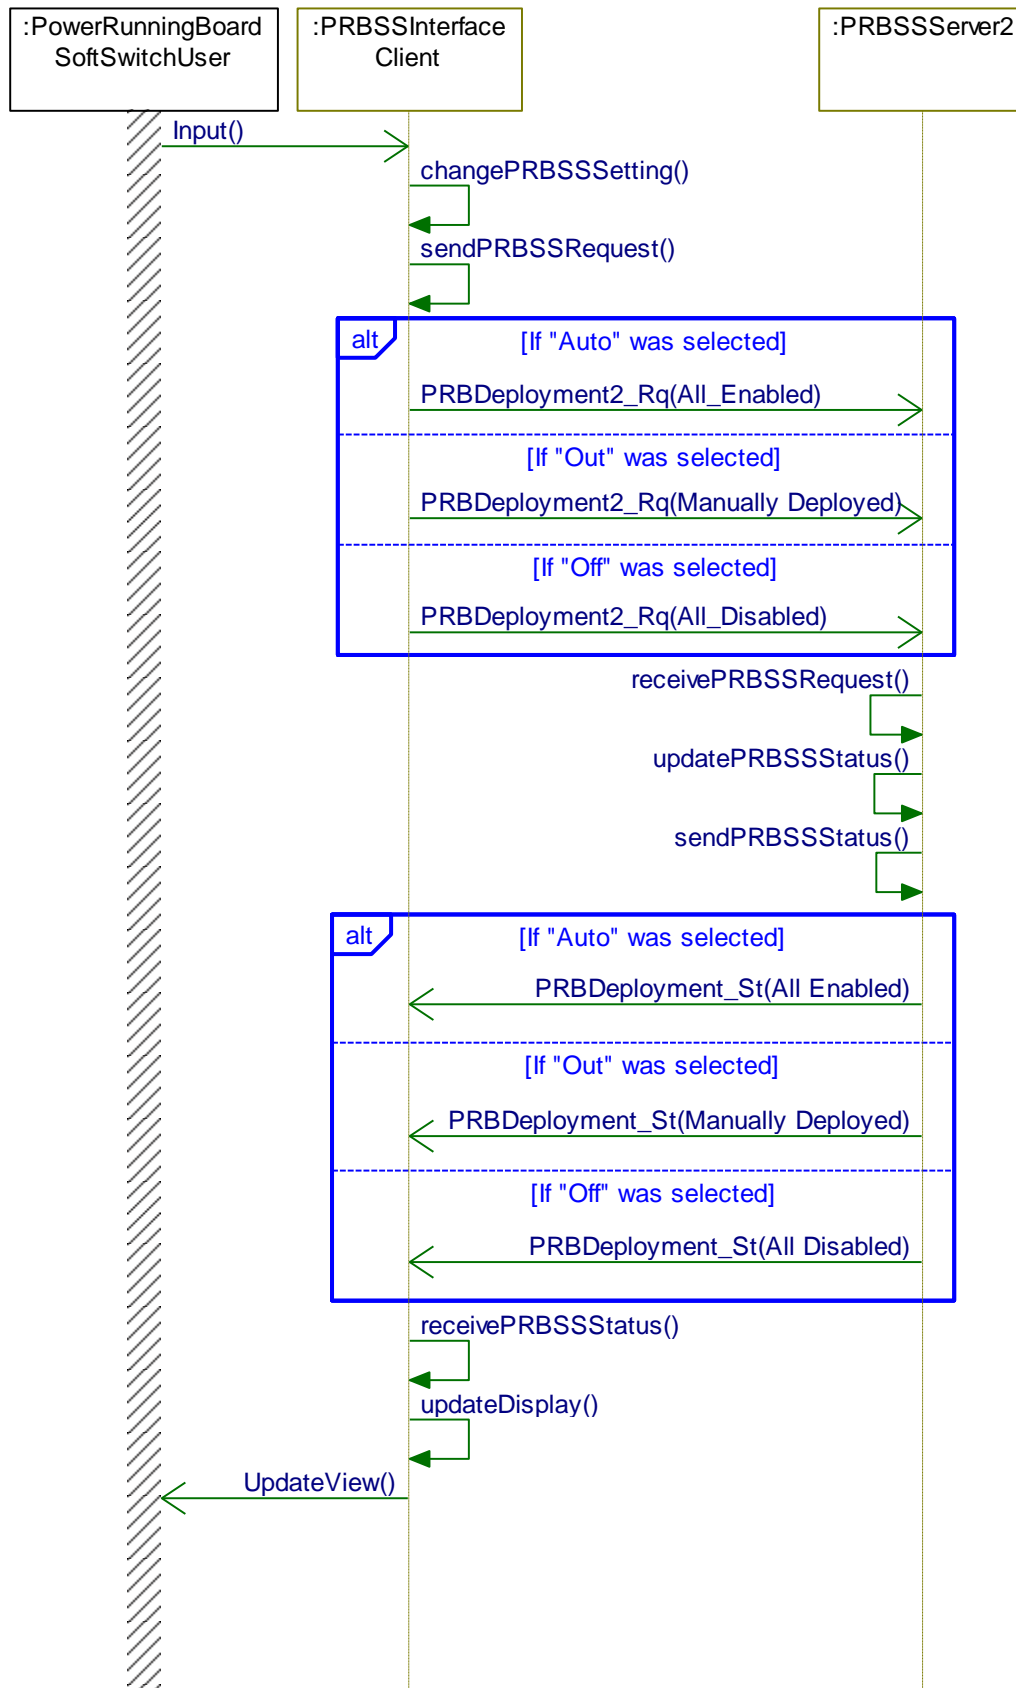 :PowerRunningBoard
SoftSwitchUser
:PRBSSInterface
Client
:PRBSSServer2
Input()
changePRBSSSetting()
sendPRBSSRequest()
alt
[If "Auto" was selected]
PRBDeployment2_Rq(All_Enabled)
[If "Out" was selected]
PRBDeployment2_Rq(Manually Deployed)
[If "Off" was selected]
PRBDeployment2_Rq(All_Disabled)
receivePRBSSRequest()
updatePRBSSStatus()
sendPRBSSStatus()
alt
[If "Auto" was selected]
PRBDeployment_St(All Enabled)
[If "Out" was selected]
PRBDeployment_St(Manually Deployed)
[If "Off" was selected]
PRBDeployment_St(All Disabled)
receivePRBSSStatus()
updateDisplay()
UpdateView()